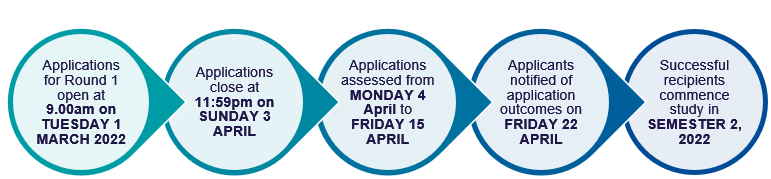 Applications
for Round 1
open at
9.00am on
TUESDAY 1
MARCH 2022
Applications
close at
11:59pm on
SUNDAY 3
APRIL
Applications
assessed from
MONDAY 4
April to
FRIDAY 15
APRIL
Applicants
notified of
application
outcomes on
FRIDAY 22
APRIL
Successful
recipients
commence
study in
SEMESTER 2,
2022